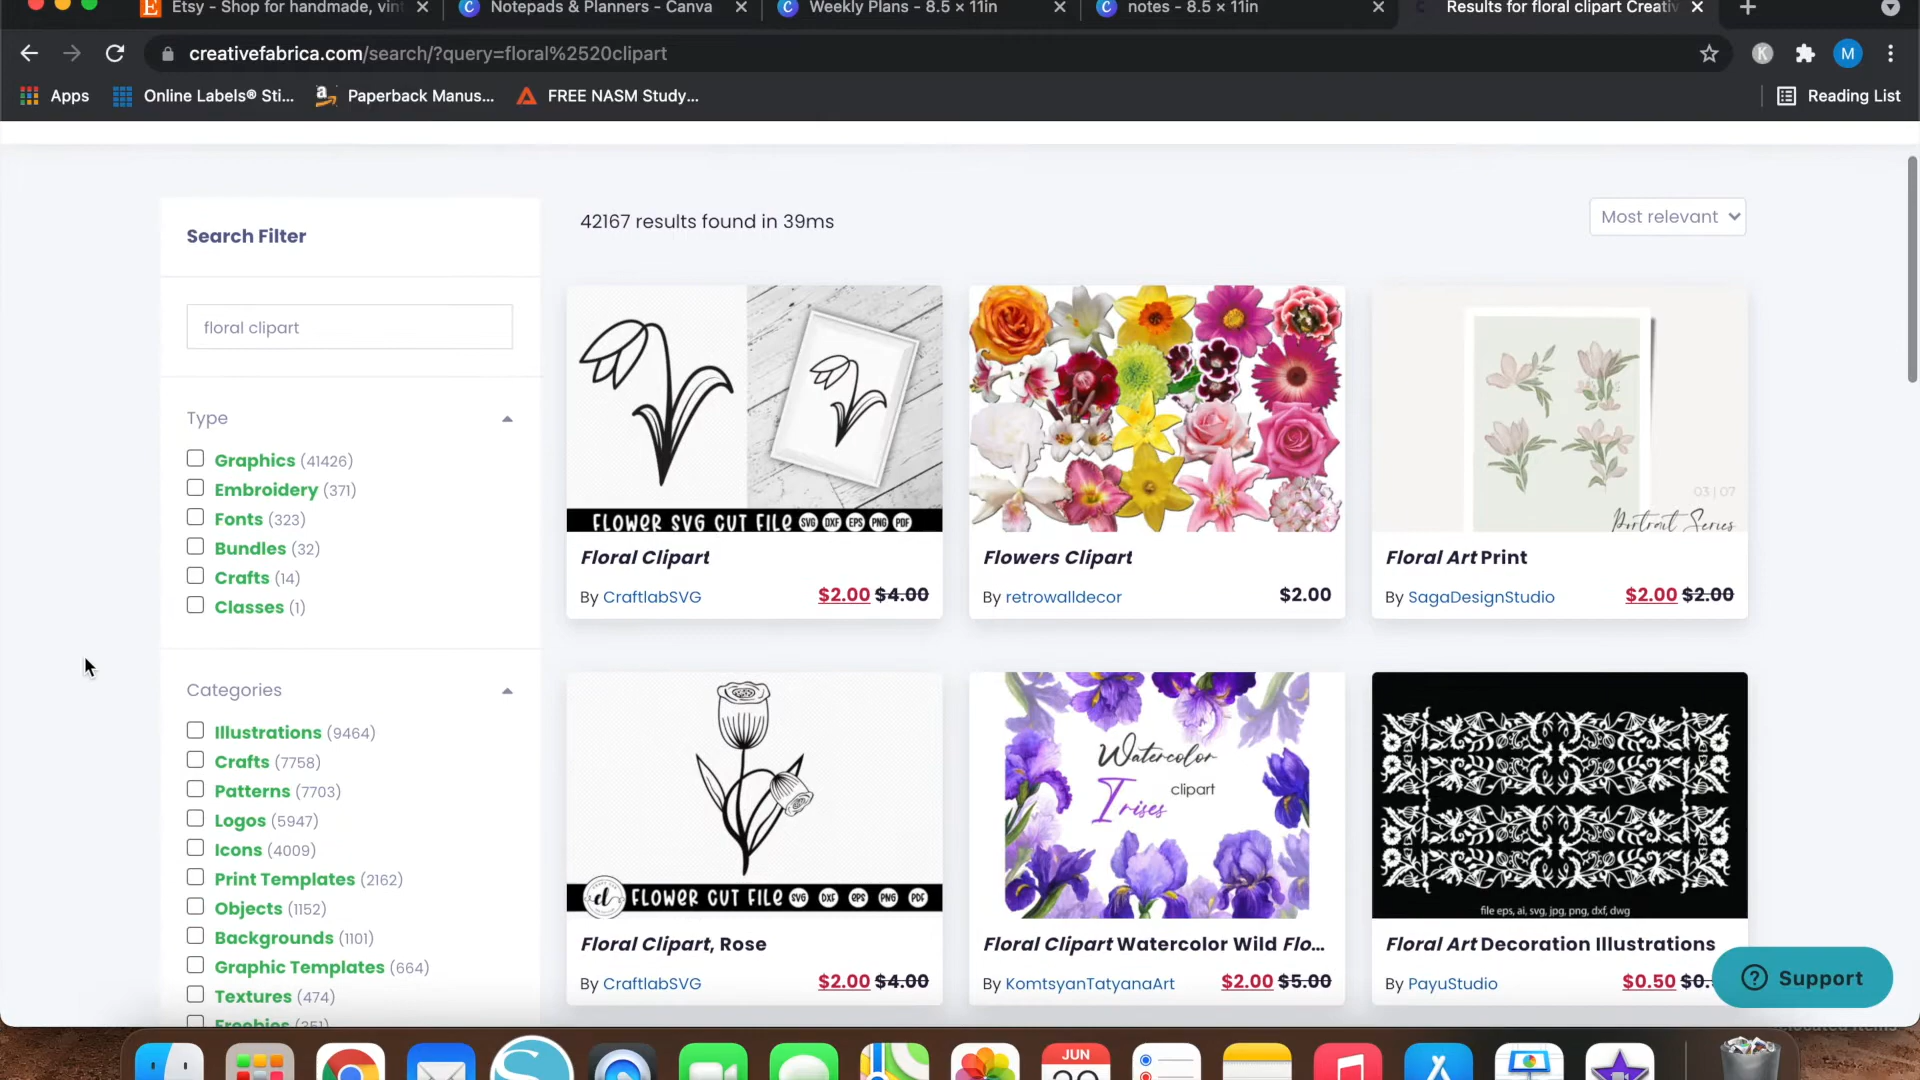 Etsy - Shop for handmade, vint
Notepads & Planners - Canva
Weekly Plans - 8.5 × 11in
notes - 8.5 × 11in
Results for floral clipart Creativ
creativefabrica.com/search/?query=floral%2520clipart
K
M
Apps
Online Labels® Sti...
Paperback Manus...
FREE NASM Study...
Reading List
Search Filter
42167 results found in 39ms
Most relevant
floral clipart
Type
Graphics (41426)
Embroidery (371)
Fonts (323)
Bundles (32)
Crafts (14)
Classes (1)
FLOWER SVG CUT FILE SVG DXF EPS PNG PDF
03 | 07
Portrait Series
Floral Clipart
By CraftlabSVG $2.00 $4.00
Flowers Clipart
By retrowalldecor $2.00
Floral Art Print
By SagaDesignStudio $2.00 $2.00
Categories
Illustrations (9464)
Crafts (7758)
Patterns (7703)
Logos (5947)
Icons (4009)
Print Templates (2162)
Objects (1152)
Backgrounds (1101)
Graphic Templates (664)
Textures (474)
Freebies (351)
cl FLOWER CUT FILE SVG DXF EPS PNG PDF
Watercolor
clipart
Irises
file eps, ai, svg, jpg, png, dxf, dwg
Floral Clipart, Rose
By CraftlabSVG $2.00 $4.00
Floral Clipart Watercolor Wild Flo...
By KomtsyanTatyanaArt $2.00 $5.00
Floral Art Decoration Illustrations
By PayuStudio $0.50 $0.
Support
JUN